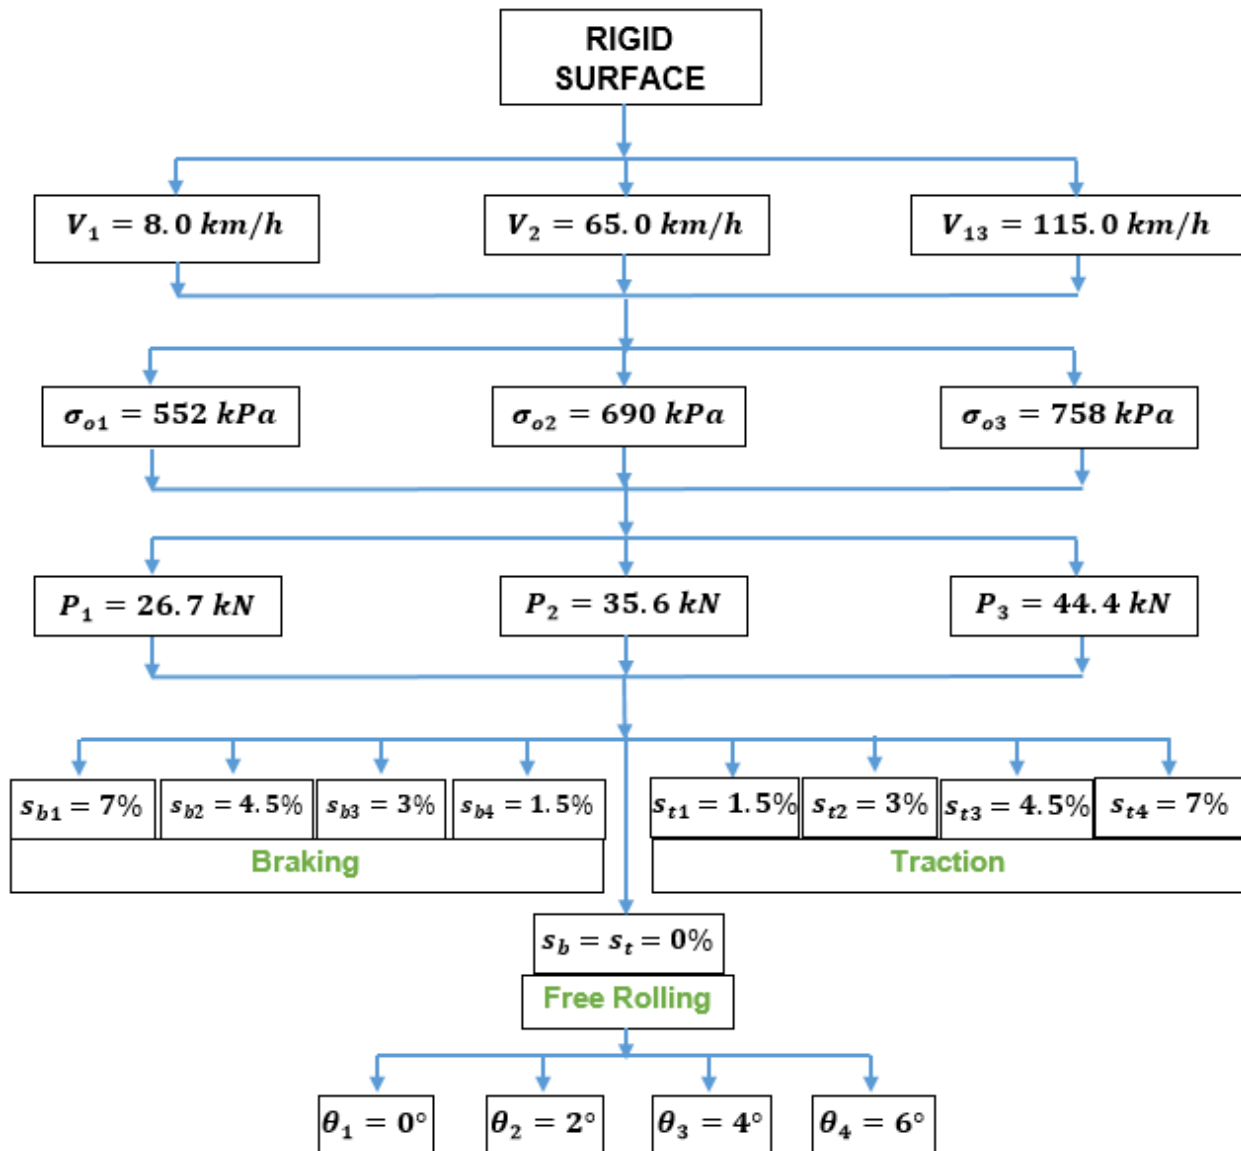 RIGID
SURFACE
V₁ = 8.0 km/h
V₂ = 65.0 km/h
V₁₃ = 115.0 km/h
σₒ₁ = 552 kPa
σₒ₂ = 690 kPa
σₒ₃ = 758 kPa
P₁ = 26.7 kN
P₂ = 35.6 kN
P₃ = 44.4 kN
s_b1 = 7%
s_b2 = 4.5%
s_b3 = 3%
s_b4 = 1.5%
s_t1 = 1.5%
s_t2 = 3%
s_t3 = 4.5%
s_t4 = 7%
Braking
Traction
s_b = s_t = 0%
Free Rolling
θ₁ = 0°
θ₂ = 2°
θ₃ = 4°
θ₄ = 6°